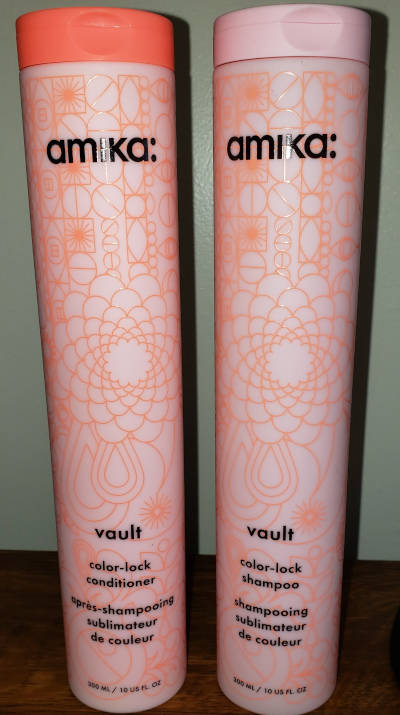 amika:
vault
color-lock
conditioner
après-shampooing
sublimateur
de couleur
300 ML / 10 US FL. OZ
amika:
vault
color-lock
shampoo
shampooing
sublimateur
de couleur
300 ML / 10 US FL. OZ